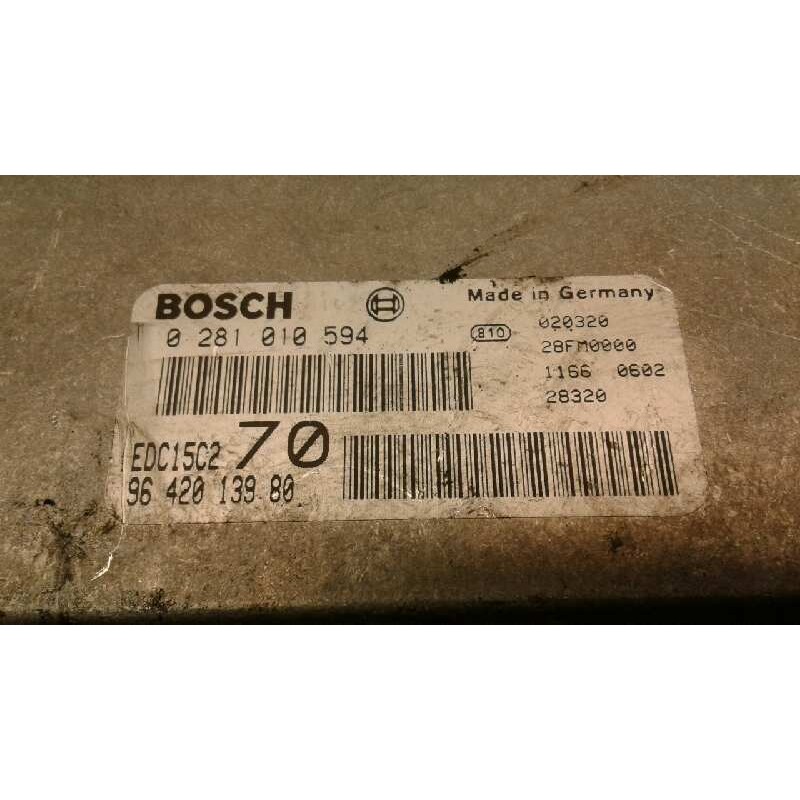 BOSCH
Made in Germany
0 281 010 594
810
020320
28FM0000
1166 0602
28320
EDC15C2 70
96 420 139 80